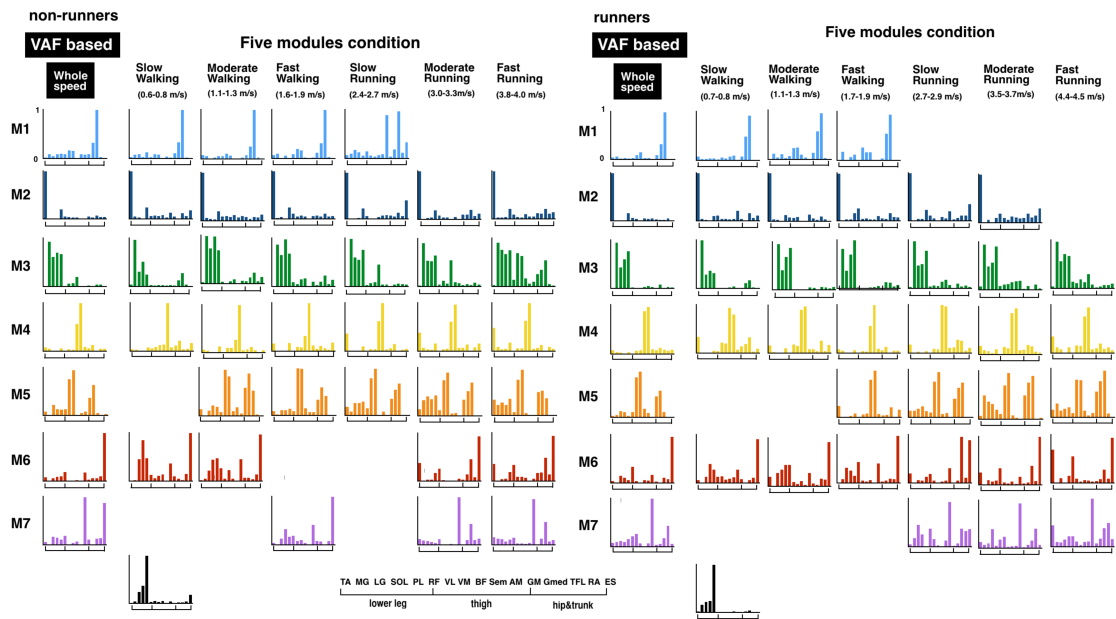 non-runners
VAF based
Five modules condition
Whole speed
Slow Walking (0.6-0.8 m/s)
Moderate Walking (1.1-1.3 m/s)
Fast Walking (1.6-1.9 m/s)
Slow Running (2.4-2.7 m/s)
Moderate Running (3.0-3.3m/s)
Fast Running (3.8-4.0 m/s)
1
M1
0
M2
M3
M4
M5
M6
M7
TA MG LG SOL PL RF VL VM BF Sem AM GM Gmed TFL RA ES
lower leg thigh hip&trunk
runners
VAF based
Five modules condition
Whole speed
Slow Walking (0.7-0.8 m/s)
Moderate Walking (1.1-1.3 m/s)
Fast Walking (1.7-1.9 m/s)
Slow Running (2.7-2.9 m/s)
Moderate Running (3.5-3.7m/s)
Fast Running (4.4-4.5 m/s)
1
M1
0
M2
M3
M4
M5
M6
M7